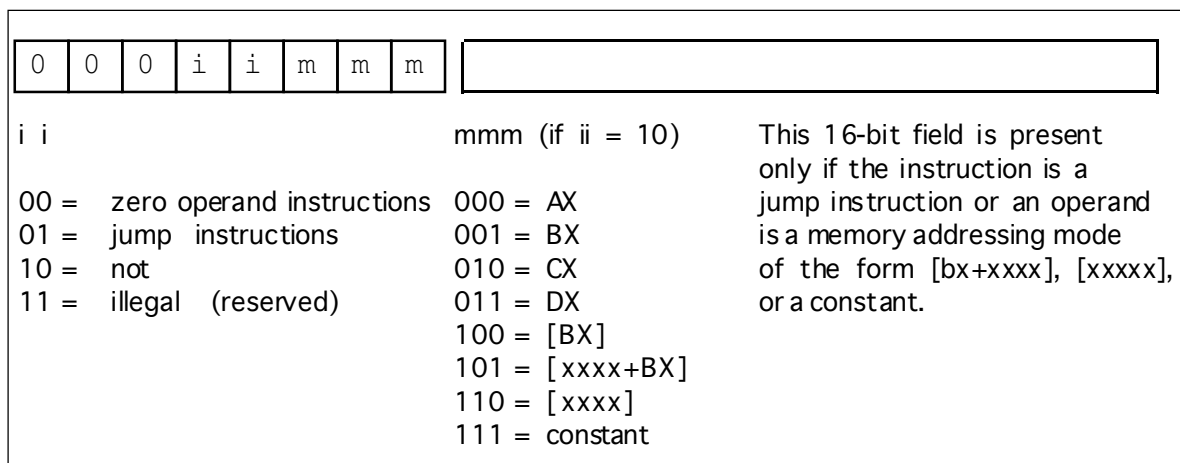 0 0 0 i i m m m
i i
00 = zero operand instructions
01 = jump instructions
10 = not
11 = illegal (reserved)
mmm (if ii = 10)
000 = AX
001 = BX
010 = CX
011 = DX
100 = [BX]
101 = [xxxx+BX]
110 = [xxxx]
111 = constant
This 16-bit field is present
only if the instruction is a
jump instruction or an operand
is a memory addressing mode
of the form [bx+xxxx], [xxxxx],
or a constant.